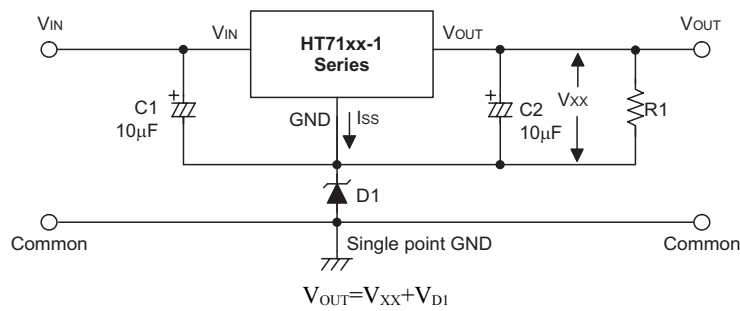 VIN
VIN
HT71xx-1
Series
VOUT
VOUT
C1
10μF
GND
ISS
C2
10μF
VXX
R1
D1
Common
Single point GND
Common
VOUT=VXX+VD1